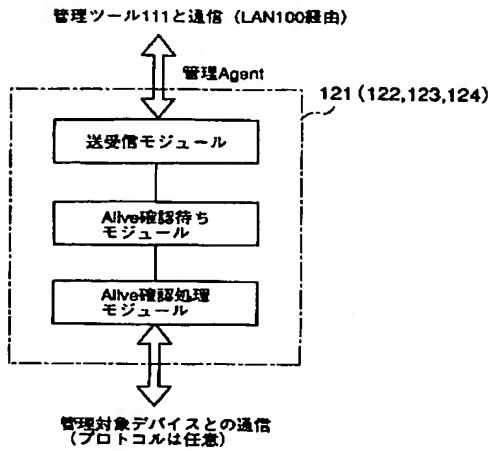 管理ツール111と通信(LAN100経由)
管理Agent
121(122,123,124)
送受信モジュール
Alive確認待ち
モジュール
Alive確認処理
モジュール
管理対象デバイスとの通信
(プロトコルは任意)